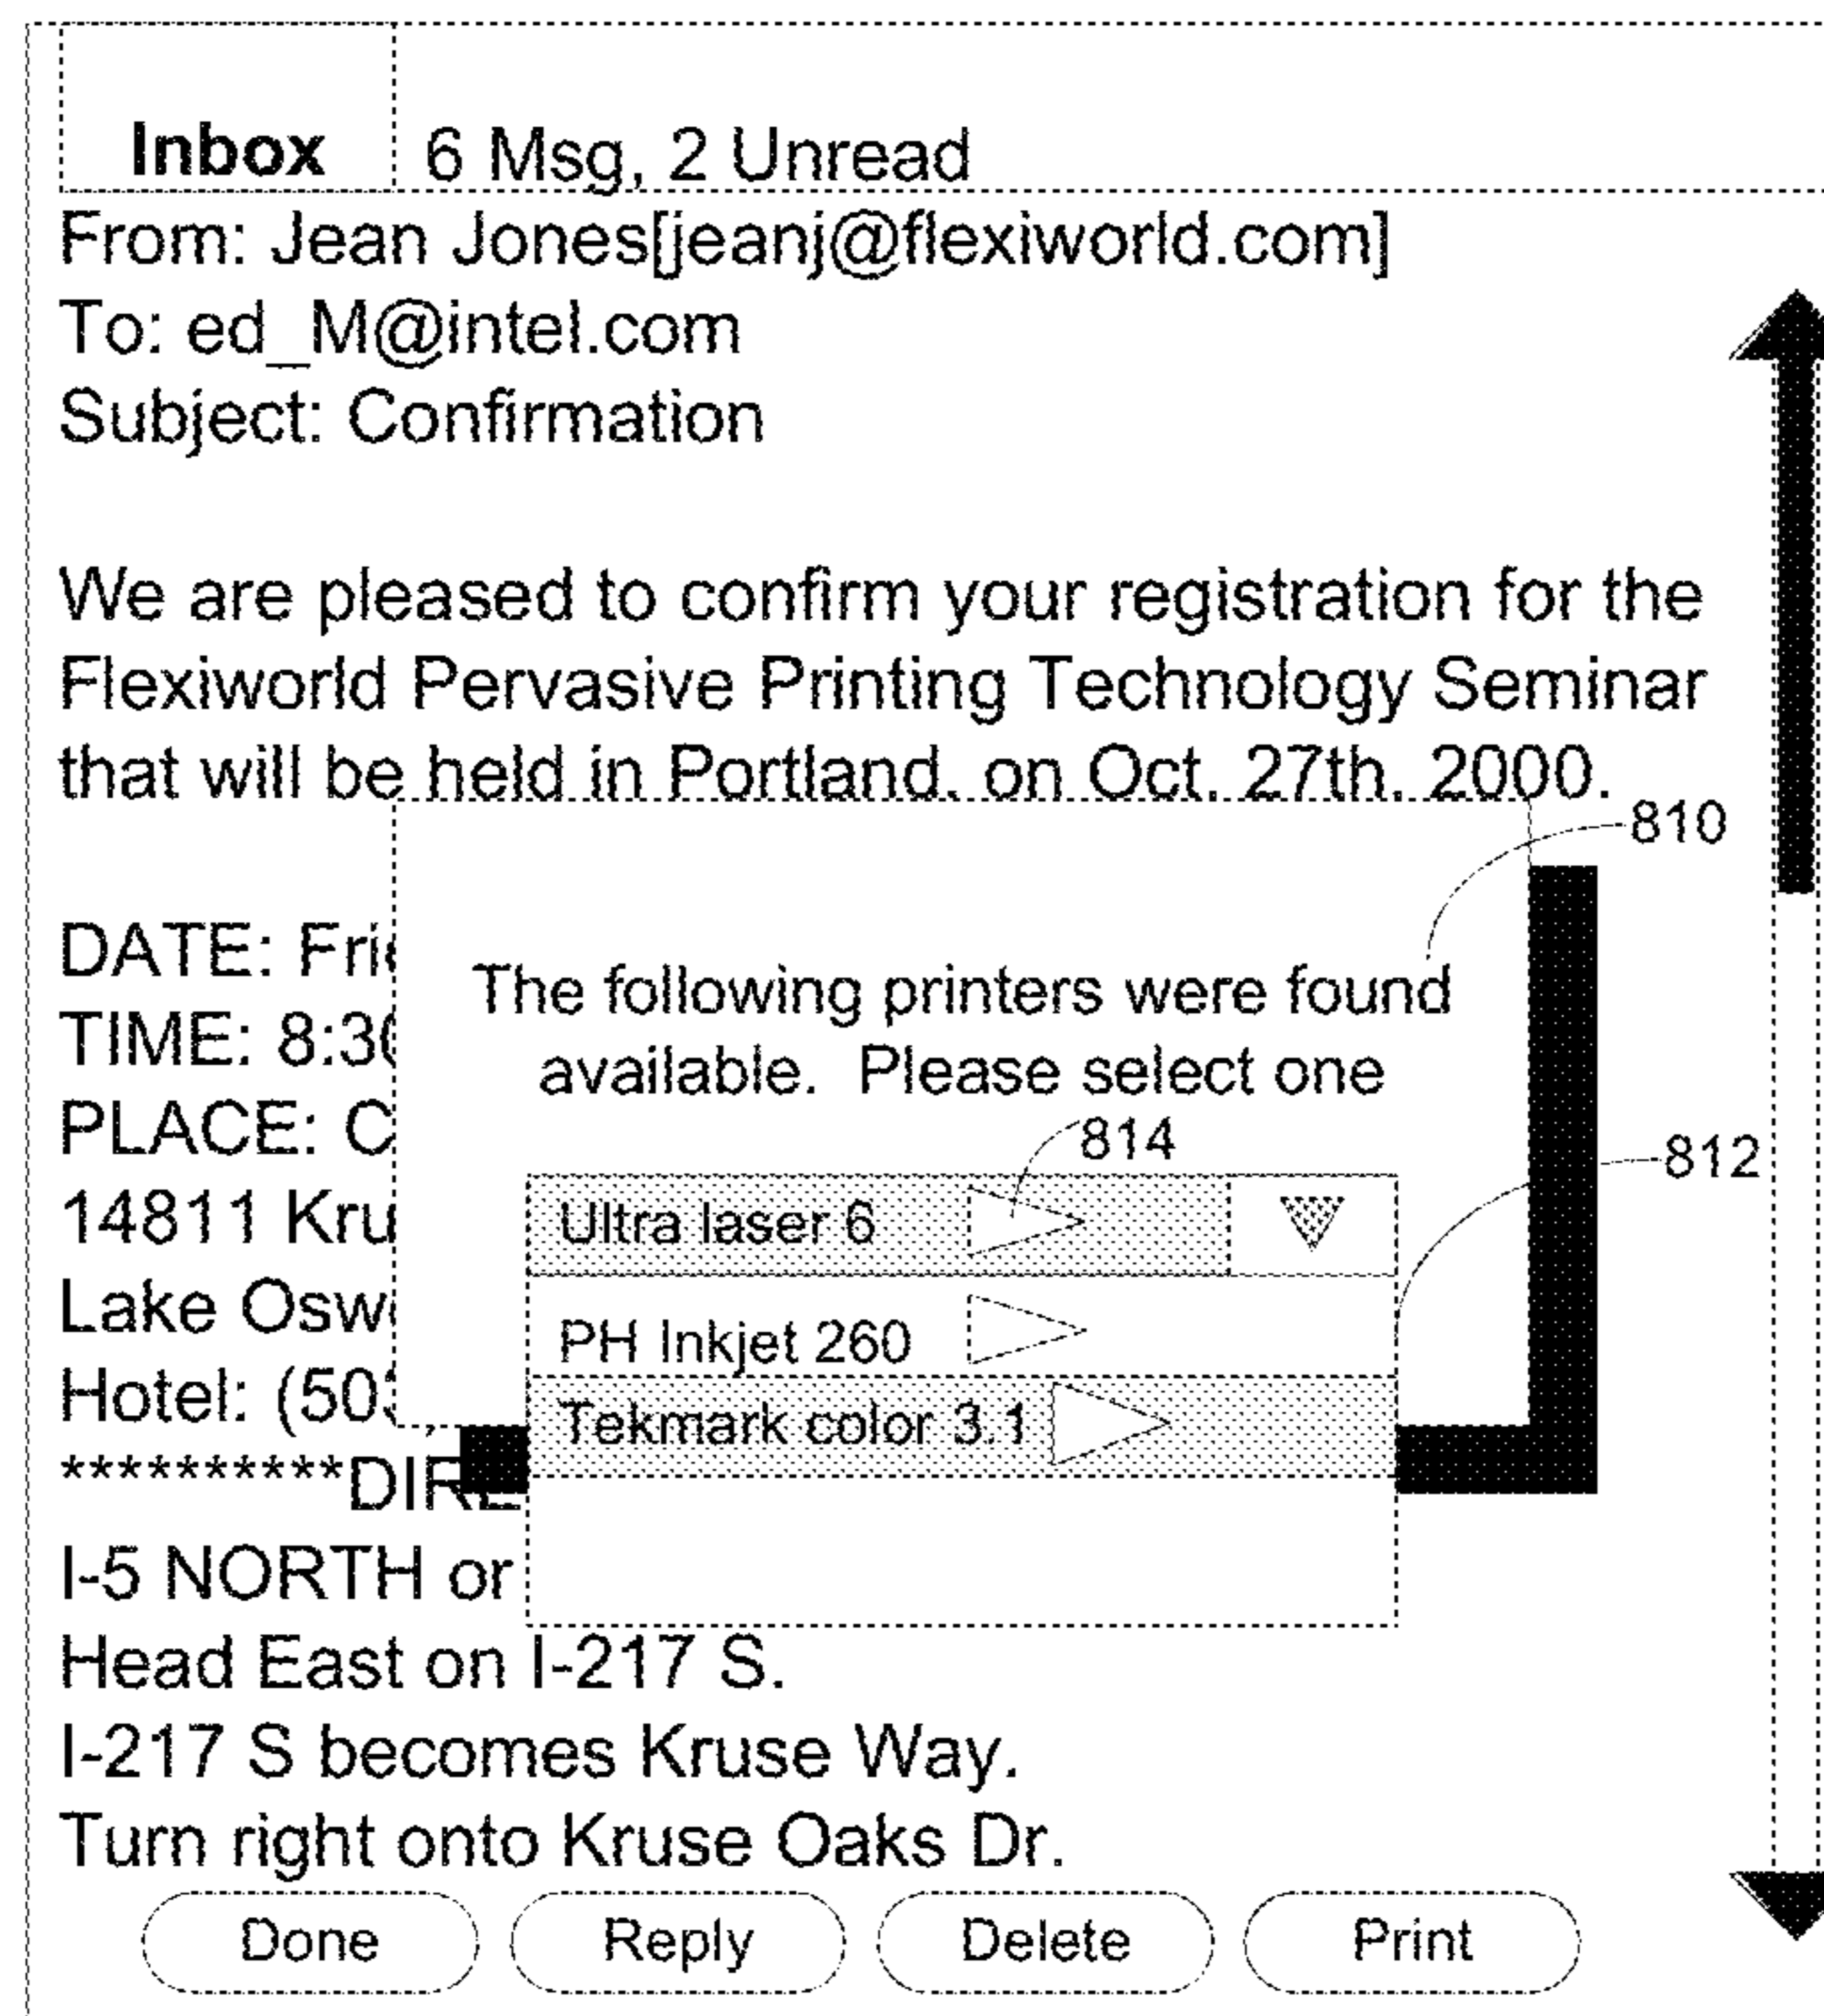 Inbox 6 Msg, 2 Unread
From: Jean Jones[jeanj@flexiworld.com]
To: ed_M@intel.com
Subject: Confirmation
We are pleased to confirm your registration for the
Flexiworld Pervasive Printing Technology Seminar
that will be held in Portland, on Oct. 27th, 2000.
810
DATE: Fri
The following printers were found
TIME: 8:30
available. Please select one
PLACE: C
814
812
14811 Kru
Ultra laser 6
Lake Osw
PH Inkjet 260
Hotel: (503
Tekmark color 3.1
**********DIRE
I-5 NORTH or
Head East on I-217 S.
I-217 S becomes Kruse Way.
Turn right onto Kruse Oaks Dr.
Done Reply Delete Print